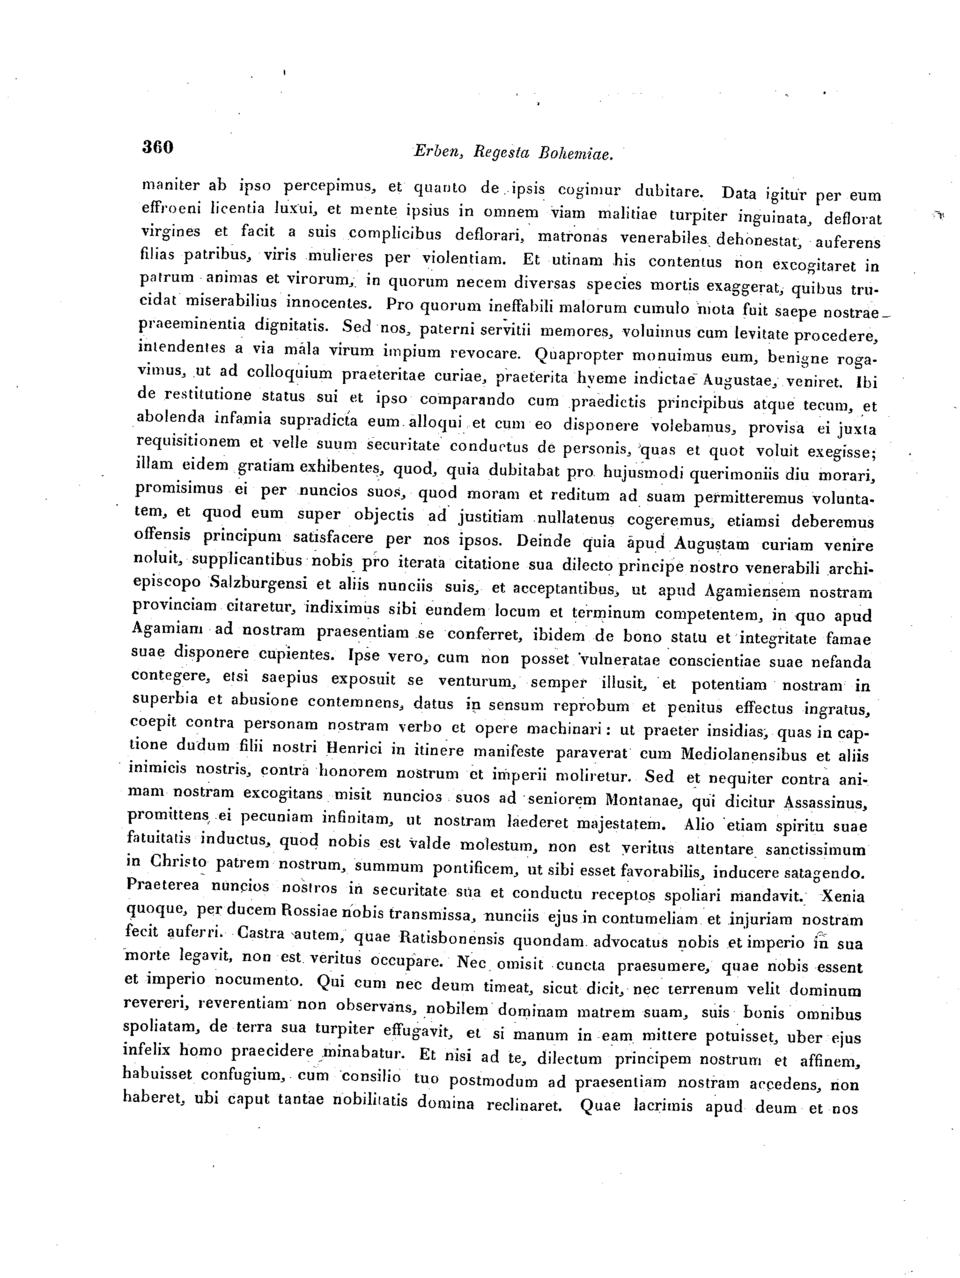 360
Erben, Regesta Bohemiae.
maniter ab ipso percepimus, et quanto de ipsis cogimur dubitare. Data igitur per eum
effroeni licentia luxui, et mente ipsius in omnem viam malitiae turpiter inguinata, deflorat
virgines et facit a suis complicibus deflorari, matronas venerabiles dehonestat, auferens
filias patribus, viris mulieres per violentiam. Et utinam his contentus non excogitaret in
patrum animas et virorum, in quorum necem diversas species mortis exaggerat, quibus tru-
cidat miserabilius innocentes. Pro quorum ineffabili malorum cumulo mota fuit saepe nostrae
praeeminentia dignitatis. Sed nos, paterni servitii memores, voluimus cum levitate procedere,
intendentes a via mala virum impium revocare. Quapropter monuimus eum, benigne roga-
vimus, ut ad colloquium praeteritae curiae, praeterita hyeme indictae Augustae, veniret. Ibi
de restitutione status sui et ipso comparando cum praedictis principibus atque tecum, et
abolenda infamia supradicta eum alloqui et cum eo disponere volebamus, provisa ei juxta
requisitionem et velle suum securitate conductus de personis, quas et quot voluit exegisse;
illam eidem gratiam exhibentes, quod, quia dubitabat pro hujusmodi querimoniis diu morari,
promisimus ei per nuncios suos, quod moram et reditum ad suam permitteremus volunta-
tem, et quod eum super objectis ad justitiam nullatenus cogeremus, etiamsi deberemus
offensis principum satisfacere per nos ipsos. Deinde quia apud Augustam curiam venire
noluit, supplicantibus nobis pro iterata citatione sua dilecto principe nostro venerabili archi-
episcopo Salzburgensi et aliis nunciis suis, et acceptantibus, ut apud Agamiensem nostram
provinciam citaretur, indiximus sibi eundem locum et terminum competentem, in quo apud
Agamiam ad nostram praesentiam se conferret, ibidem de bono statu et integritate famae
suae disponere cupientes. Ipse vero, cum non posset vulneratae conscientiae suae nefanda
contegere, etsi saepius exposuit se venturum, semper illusit, et potentiam nostram in
superbia et abusione contemnens, datus in sensum reprobum et penitus effectus ingratus,
coepit contra personam nostram verbo et opere machinari: ut praeter insidias, quas in cap-
tione dudum filii nostri Henrici in itinere manifeste paraverat cum Mediolanensibus et aliis
inimicis nostris, contra honorem nostrum et imperii moliretur. Sed et nequiter contra ani-
mam nostram excogitans misit nuncios suos ad seniorem Montanae, qui dicitur Assassinus,
promittens ei pecuniam infinitam, ut nostram laederet majestatem. Alio etiam spiritu suae
fatuitatis inductus, quod nobis est valde molestum, non est veritus attentare sanctissimum
in Christo patrem nostrum, summum pontificem, ut sibi esset favorabilis, inducere satagendo.
Praeterea nuncios nostros in securitate sua et conductu receptos spoliari mandavit. Xenia
quoque, per ducem Rossiae nobis transmissa, nunciis ejus in contumeliam et injuriam nostram
fecit auferri. Castra autem, quae Ratisbonensis quondam advocatus nobis et imperio in sua
morte legavit, non est veritus occupare. Nec omisit cuncta praesumere, quae nobis essent
et imperio nocumento. Qui cum nec deum timeat, sicut dicit, nec terrenum velit dominum
revereri, reverentiam non observans, nobilem dominam matrem suam, suis bonis omnibus
spoliatam, de terra sua turpiter effugavit, et si manum in eam mittere potuisset, uber ejus
infelix homo praecidere minabatur. Et nisi ad te, dilectum principem nostrum et affinem,
habuisset confugium, cum consilio tuo postmodum ad praesentiam nostram accedens, non
haberet, ubi caput tantae nobilitatis domina reclinaret. Quae lacrimis apud deum et nos